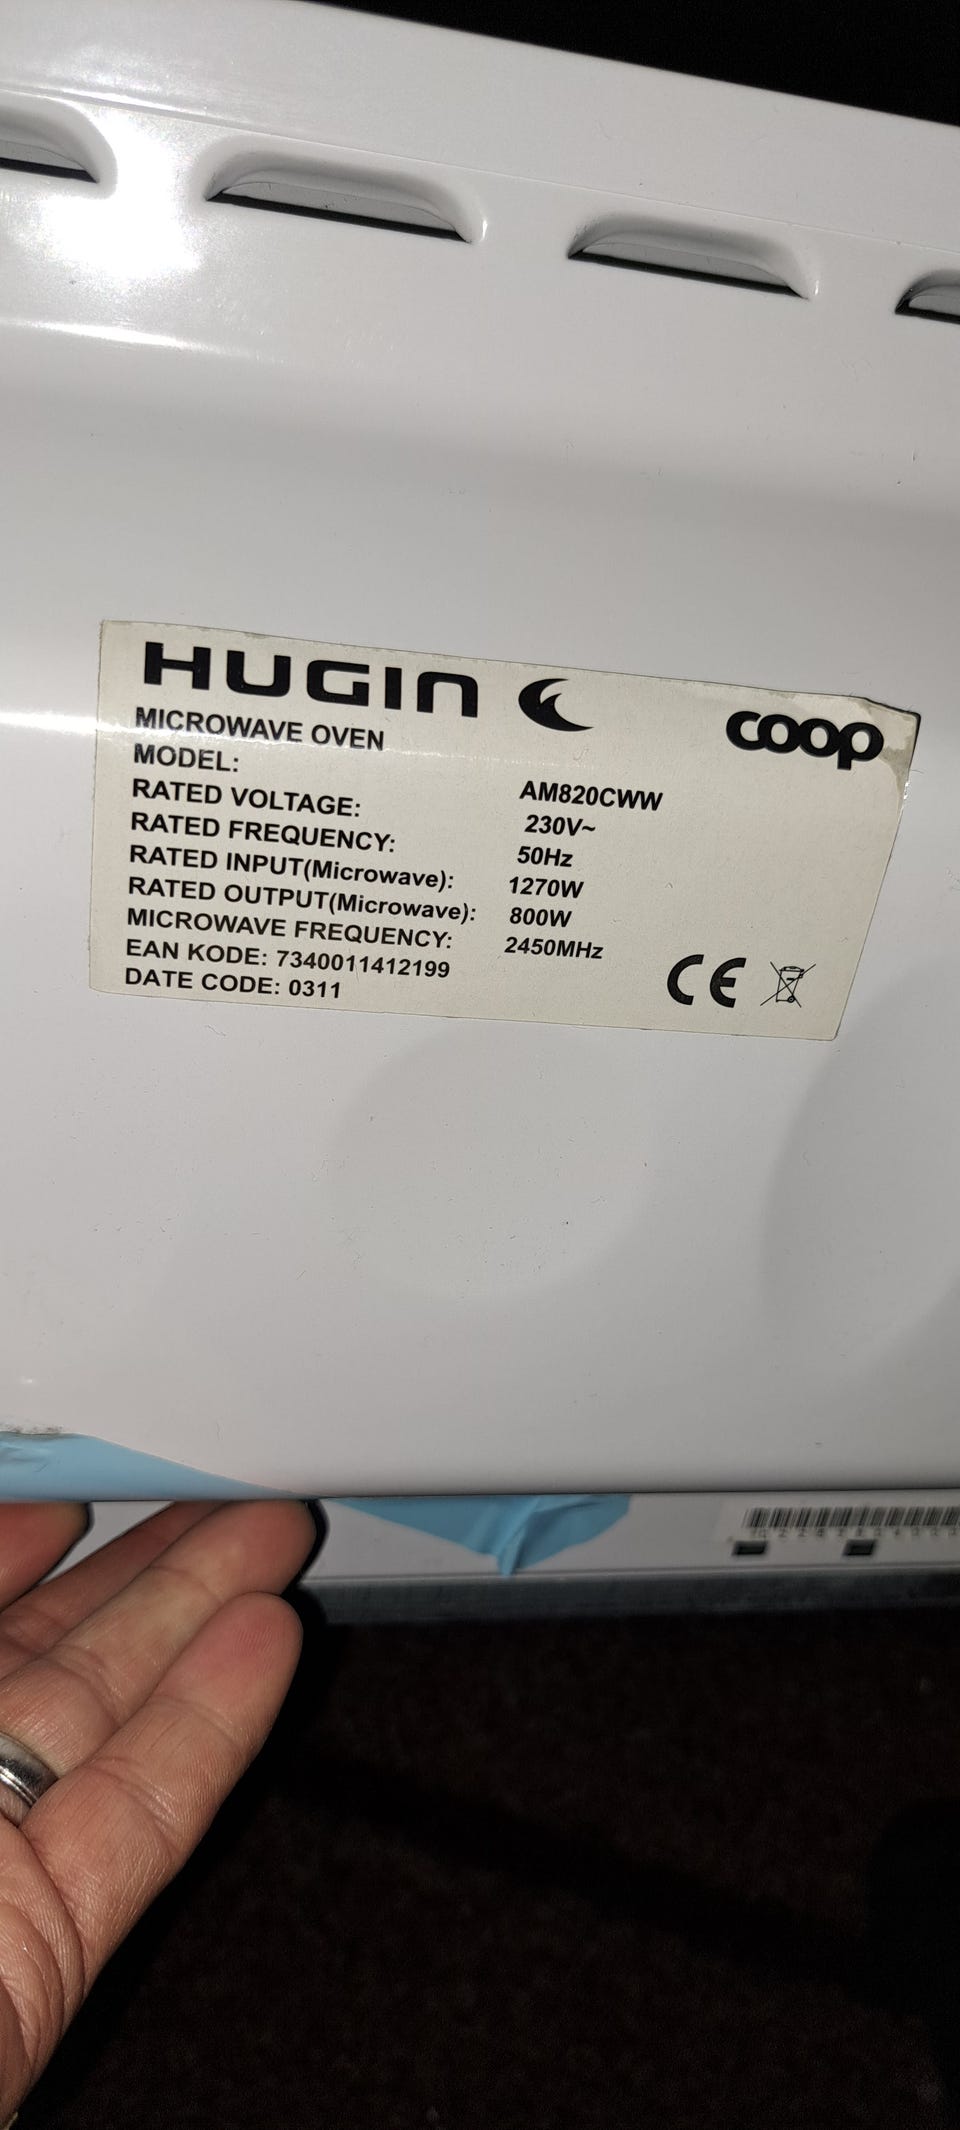 HUGIN
coop
MICROWAVE OVEN
MODEL: AM820CWW
RATED VOLTAGE: 230V~
RATED FREQUENCY: 50Hz
RATED INPUT(Microwave): 1270W
RATED OUTPUT(Microwave): 800W
MICROWAVE FREQUENCY: 2450MHz
EAN KODE: 7340011412199
DATE CODE: 0311
CE